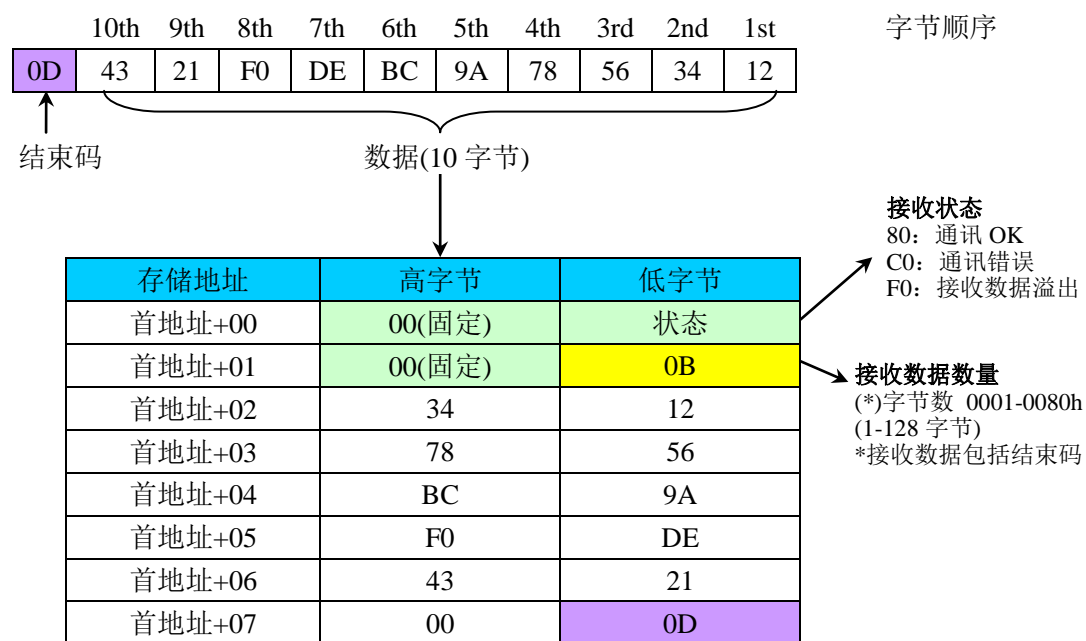 10th 9th 8th 7th 6th 5th 4th 3rd 2nd 1st 字节顺序
0D 43 21 F0 DE BC 9A 78 56 34 12
结束码 数据(10 字节)
接收状态
80：通讯 OK
C0：通讯错误
F0：接收数据溢出
存储地址 高字节 低字节
首地址+00 00(固定) 状态
首地址+01 00(固定) 0B
接收数据数量
(*)字节数 0001-0080h
(1-128 字节)
*接收数据包括结束码
首地址+02 34 12
首地址+03 78 56
首地址+04 BC 9A
首地址+05 F0 DE
首地址+06 43 21
首地址+07 00 0D